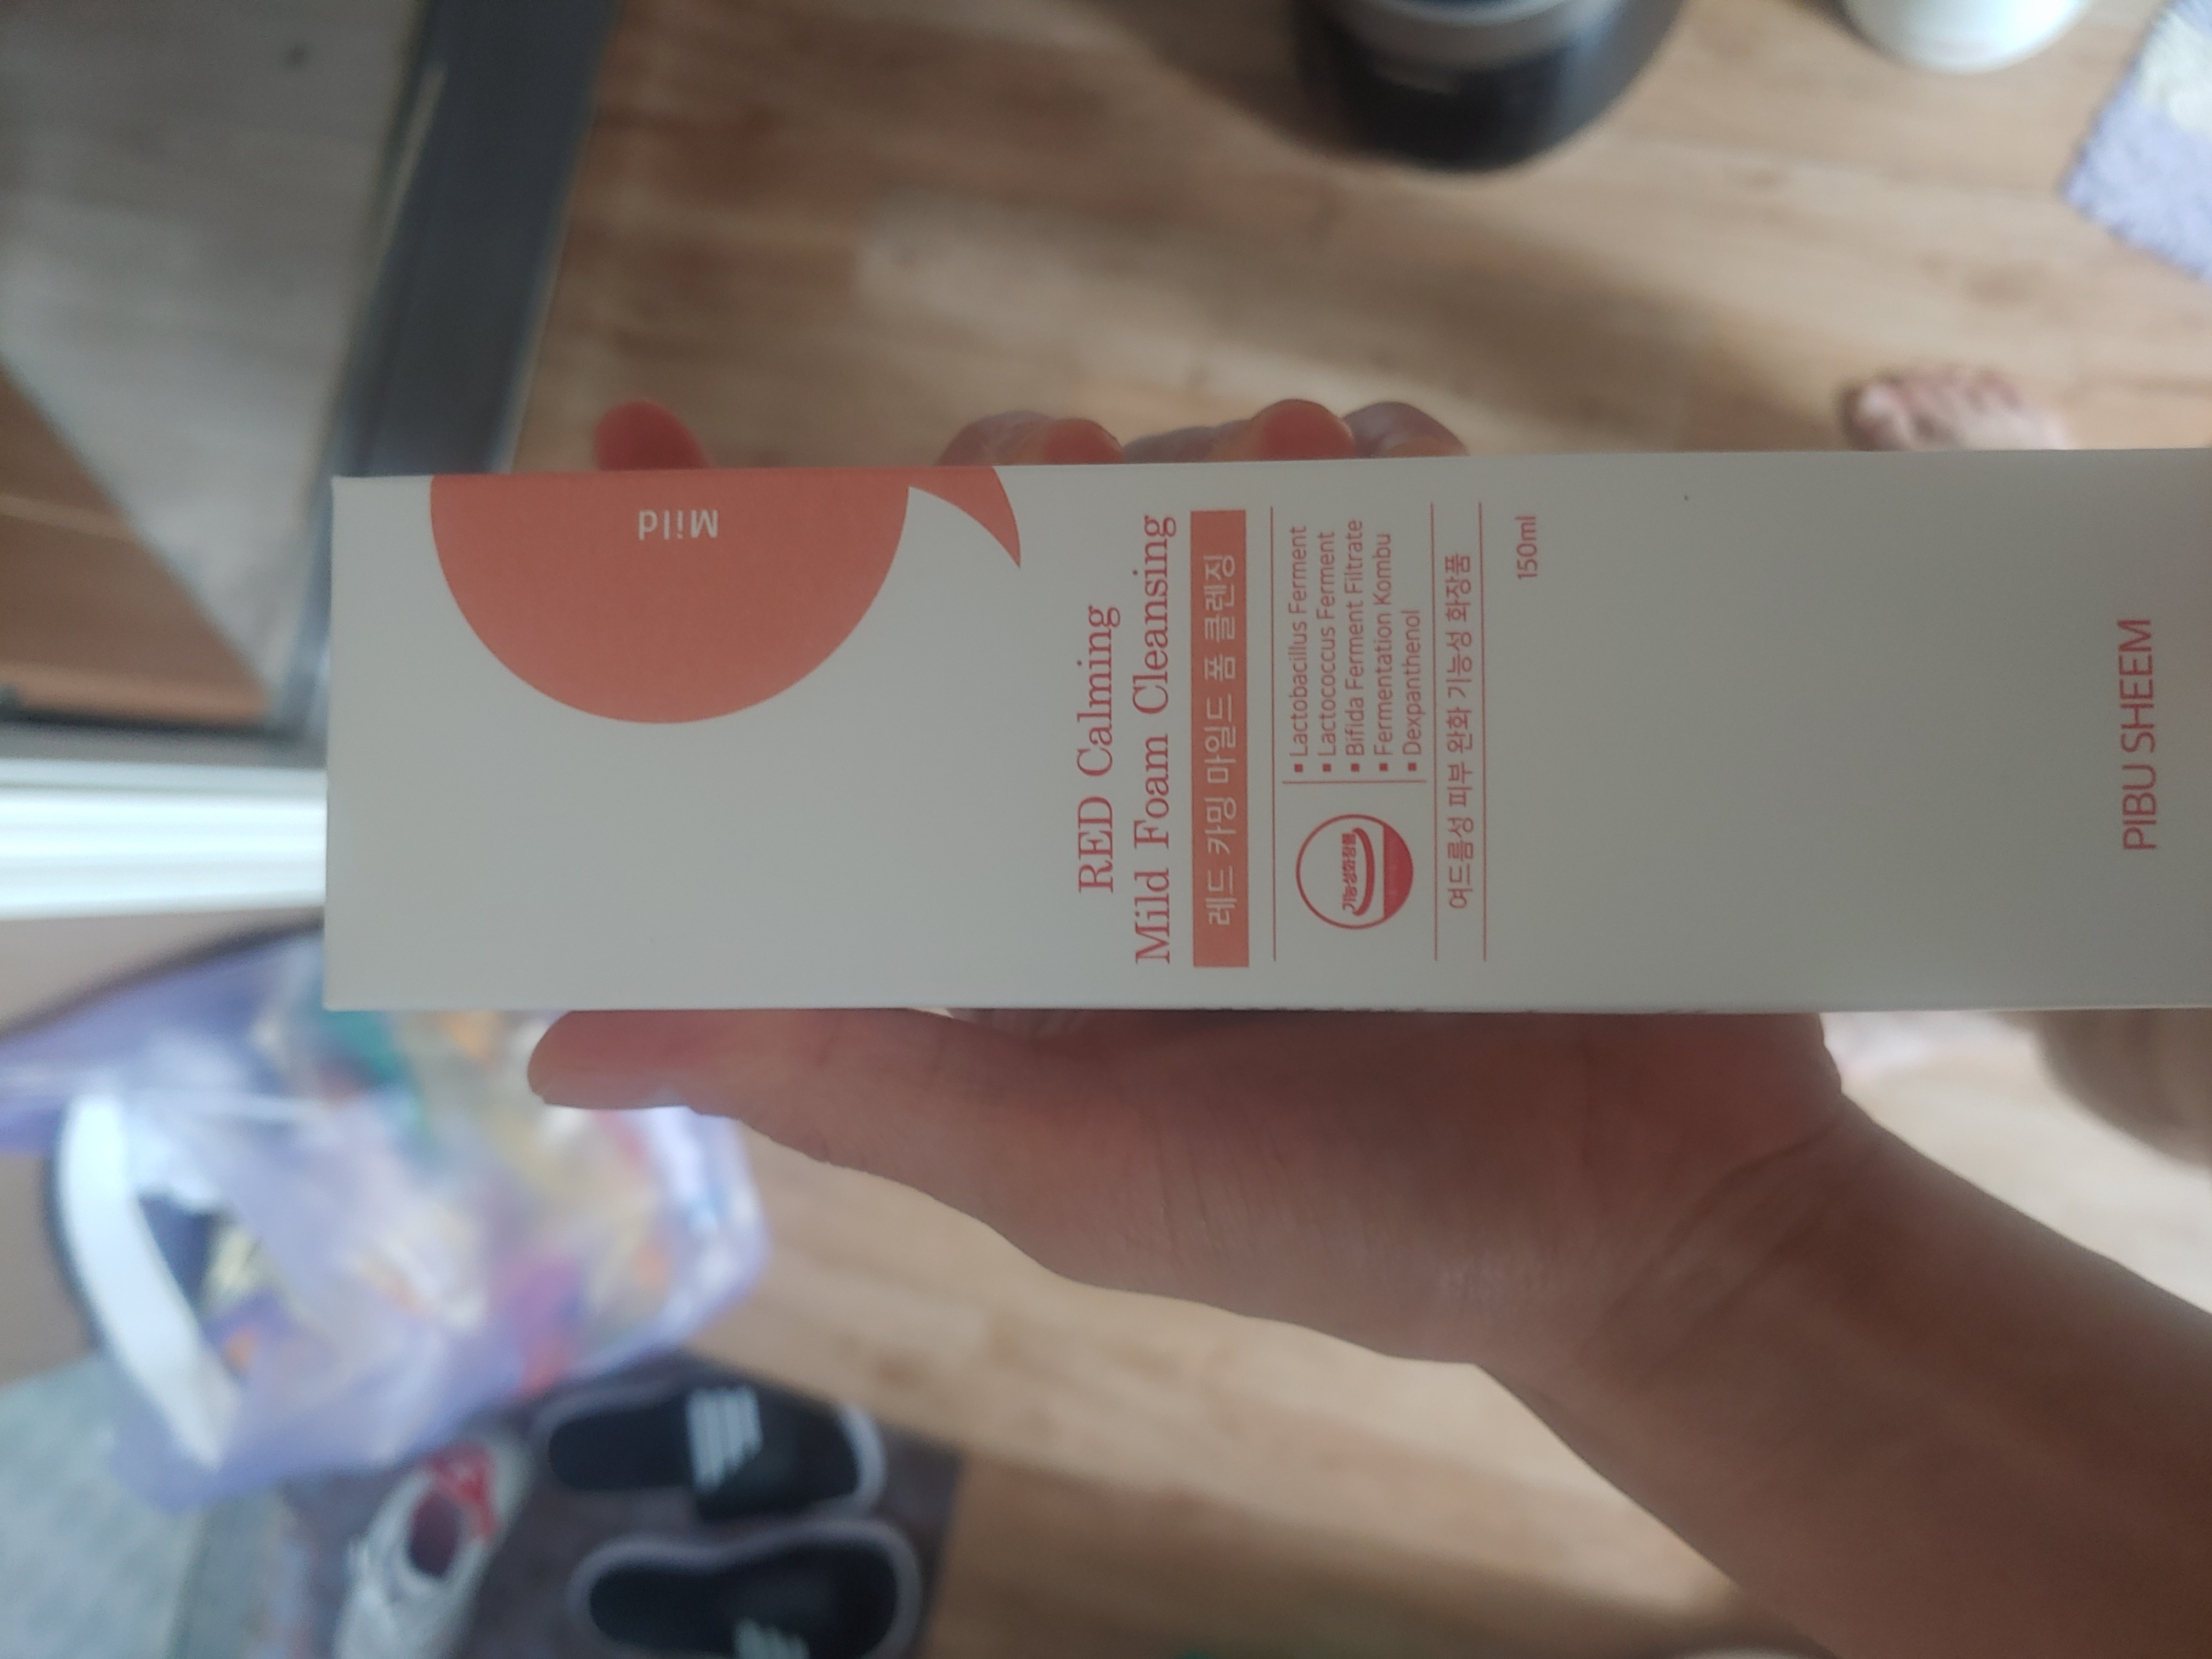 Mild
RED Calming
Mild Foam Cleansing
레드 카밍 마일드 폼 클렌징
기능성화장품
▪ Lactobacillus Ferment
▪ Lactococcus Ferment
▪ Bifida Ferment Filtrate
▪ Fermentation Kombu
▪ Dexpanthenol
여드름성 피부 완화 기능성 화장품
150ml
PIBU SHEEM